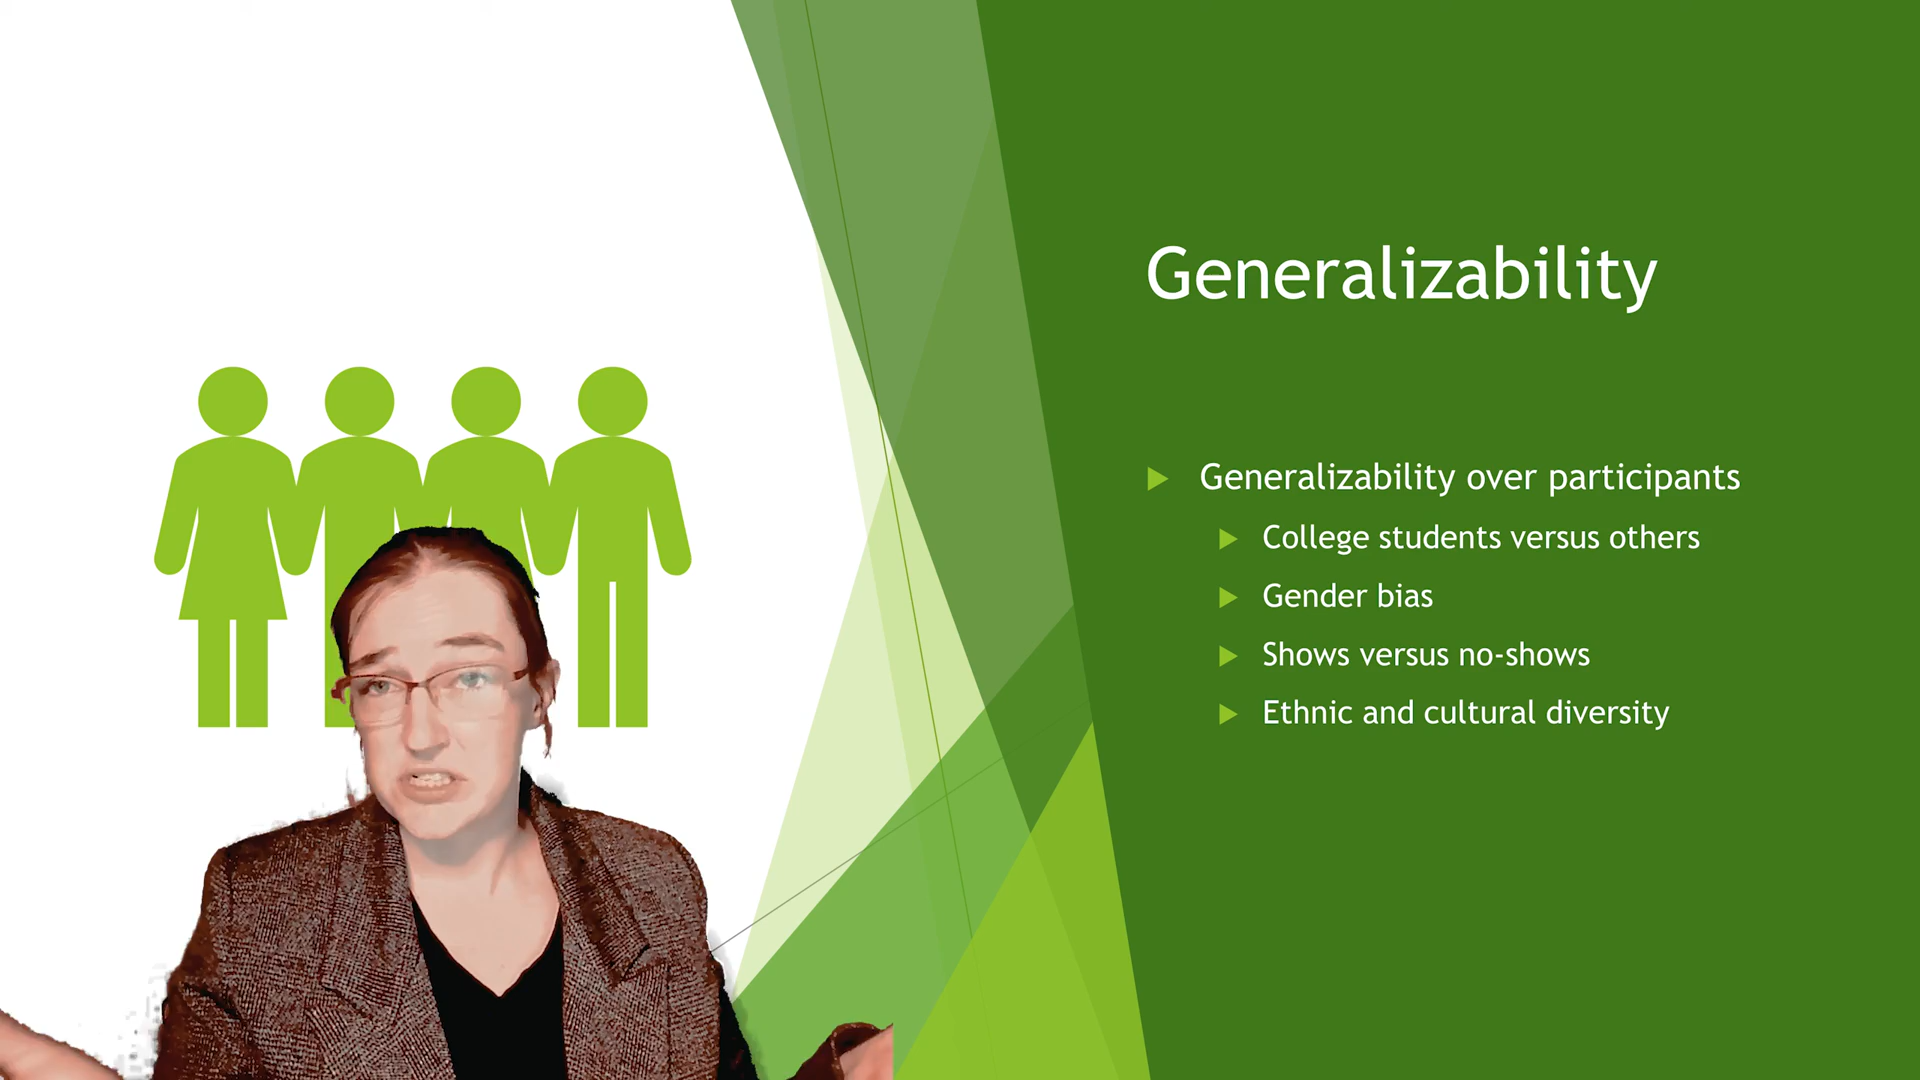 Generalizability
Generalizability over participants
College students versus others
Gender bias
Shows versus no-shows
Ethnic and cultural diversity